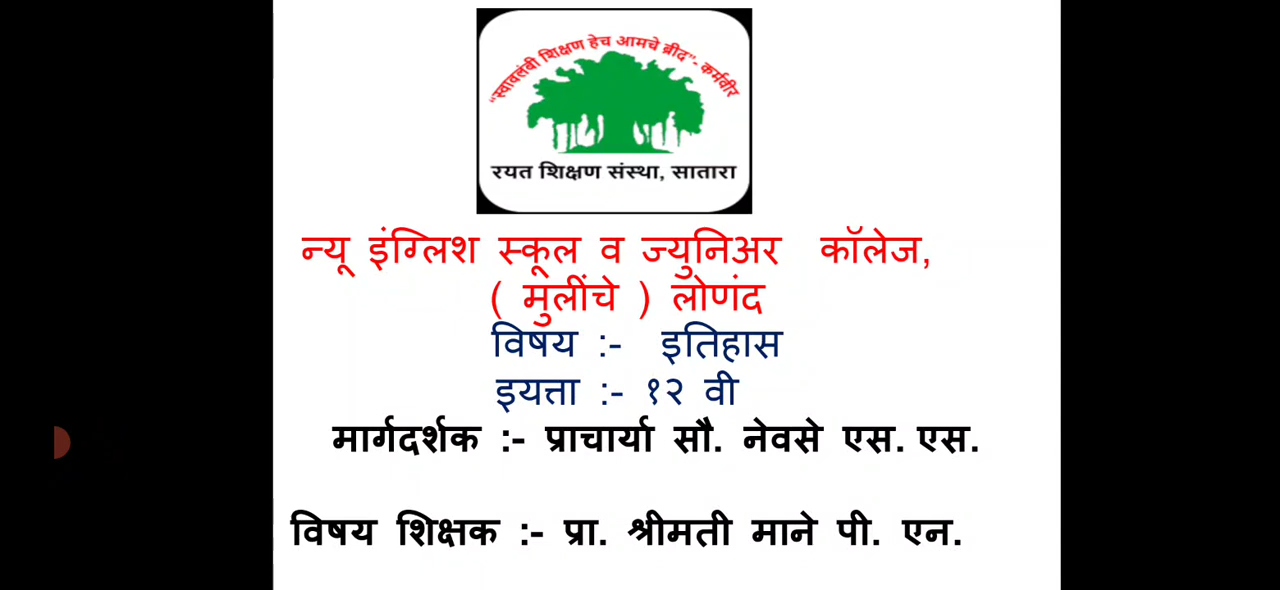 "स्वावलंबी शिक्षण हेच आमचे ब्रीद"- कर्मवीर
रयत शिक्षण संस्था, सातारा
न्यू इंग्लिश स्कूल व ज्युनिअर कॉलेज,
( मुलींचे ) लोणंद
विषय :- इतिहास
इयत्ता :- १२ वी
मार्गदर्शक :- प्राचार्या सौ. नेवसे एस. एस.
विषय शिक्षक :- प्रा. श्रीमती माने पी. एन.